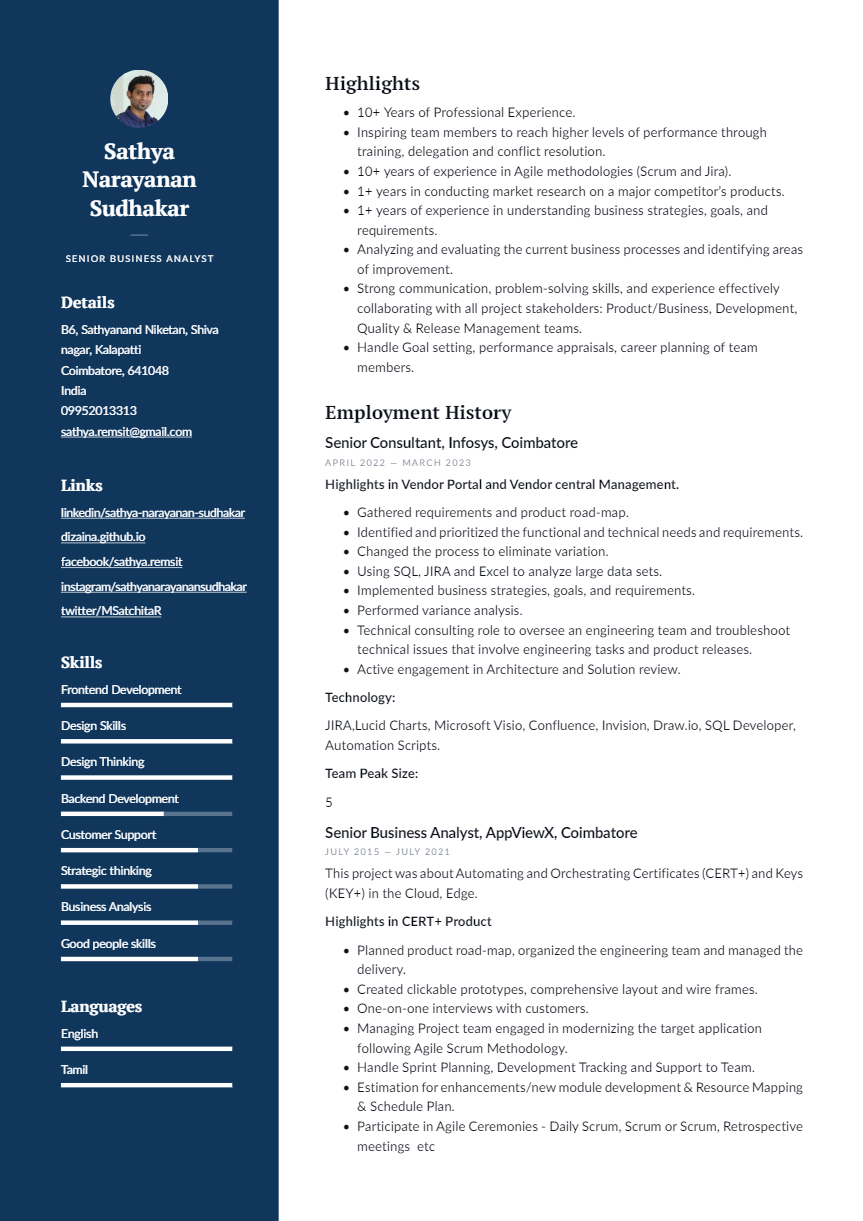 Sathya
Narayanan
Sudhakar
SENIOR BUSINESS ANALYST
Details
B6, Sathyanand Niketan, Shiva
nagar, Kalapatti
Coimbatore, 641048
India
09952013313
sathya.remsit@gmail.com
Links
linkedin/sathya-narayanan-sudhakar
dizaina.github.io
facebook/sathya.remsit
instagram/sathyanarayanansudhakar
twitter/MSatchitaR
Skills
Frontend Development
Design Skills
Design Thinking
Backend Development
Customer Support
Strategic thinking
Business Analysis
Good people skills
Languages
English
Tamil
Highlights
• 10+ Years of Professional Experience.
• Inspiring team members to reach higher levels of performance through
training, delegation and conflict resolution.
• 10+ years of experience in Agile methodologies (Scrum and Jira).
• 1+ years in conducting market research on a major competitor's products.
• 1+ years of experience in understanding business strategies, goals, and
requirements.
• Analyzing and evaluating the current business processes and identifying areas
of improvement.
• Strong communication, problem-solving skills, and experience effectively
collaborating with all project stakeholders: Product/Business, Development,
Quality & Release Management teams.
• Handle Goal setting, performance appraisals, career planning of team
members.
Employment History
Senior Consultant, Infosys, Coimbatore
APRIL 2022 — MARCH 2023
Highlights in Vendor Portal and Vendor central Management.
• Gathered requirements and product road-map.
• Identified and prioritized the functional and technical needs and requirements.
• Changed the process to eliminate variation.
• Using SQL, JIRA and Excel to analyze large data sets.
• Implemented business strategies, goals, and requirements.
• Performed variance analysis.
• Technical consulting role to oversee an engineering team and troubleshoot
technical issues that involve engineering tasks and product releases.
• Active engagement in Architecture and Solution review.
Technology:
JIRA,Lucid Charts, Microsoft Visio, Confluence, Invision, Draw.io, SQL Developer,
Automation Scripts.
Team Peak Size:
5
Senior Business Analyst, AppViewX, Coimbatore
JULY 2015 — JULY 2021
This project was about Automating and Orchestrating Certificates (CERT+) and Keys
(KEY+) in the Cloud, Edge.
Highlights in CERT+ Product
• Planned product road-map, organized the engineering team and managed the
delivery.
• Created clickable prototypes, comprehensive layout and wire frames.
• One-on-one interviews with customers.
• Managing Project team engaged in modernizing the target application
following Agile Scrum Methodology.
• Handle Sprint Planning, Development Tracking and Support to Team.
• Estimation for enhancements/new module development & Resource Mapping
& Schedule Plan.
• Participate in Agile Ceremonies - Daily Scrum, Scrum or Scrum, Retrospective
meetings etc